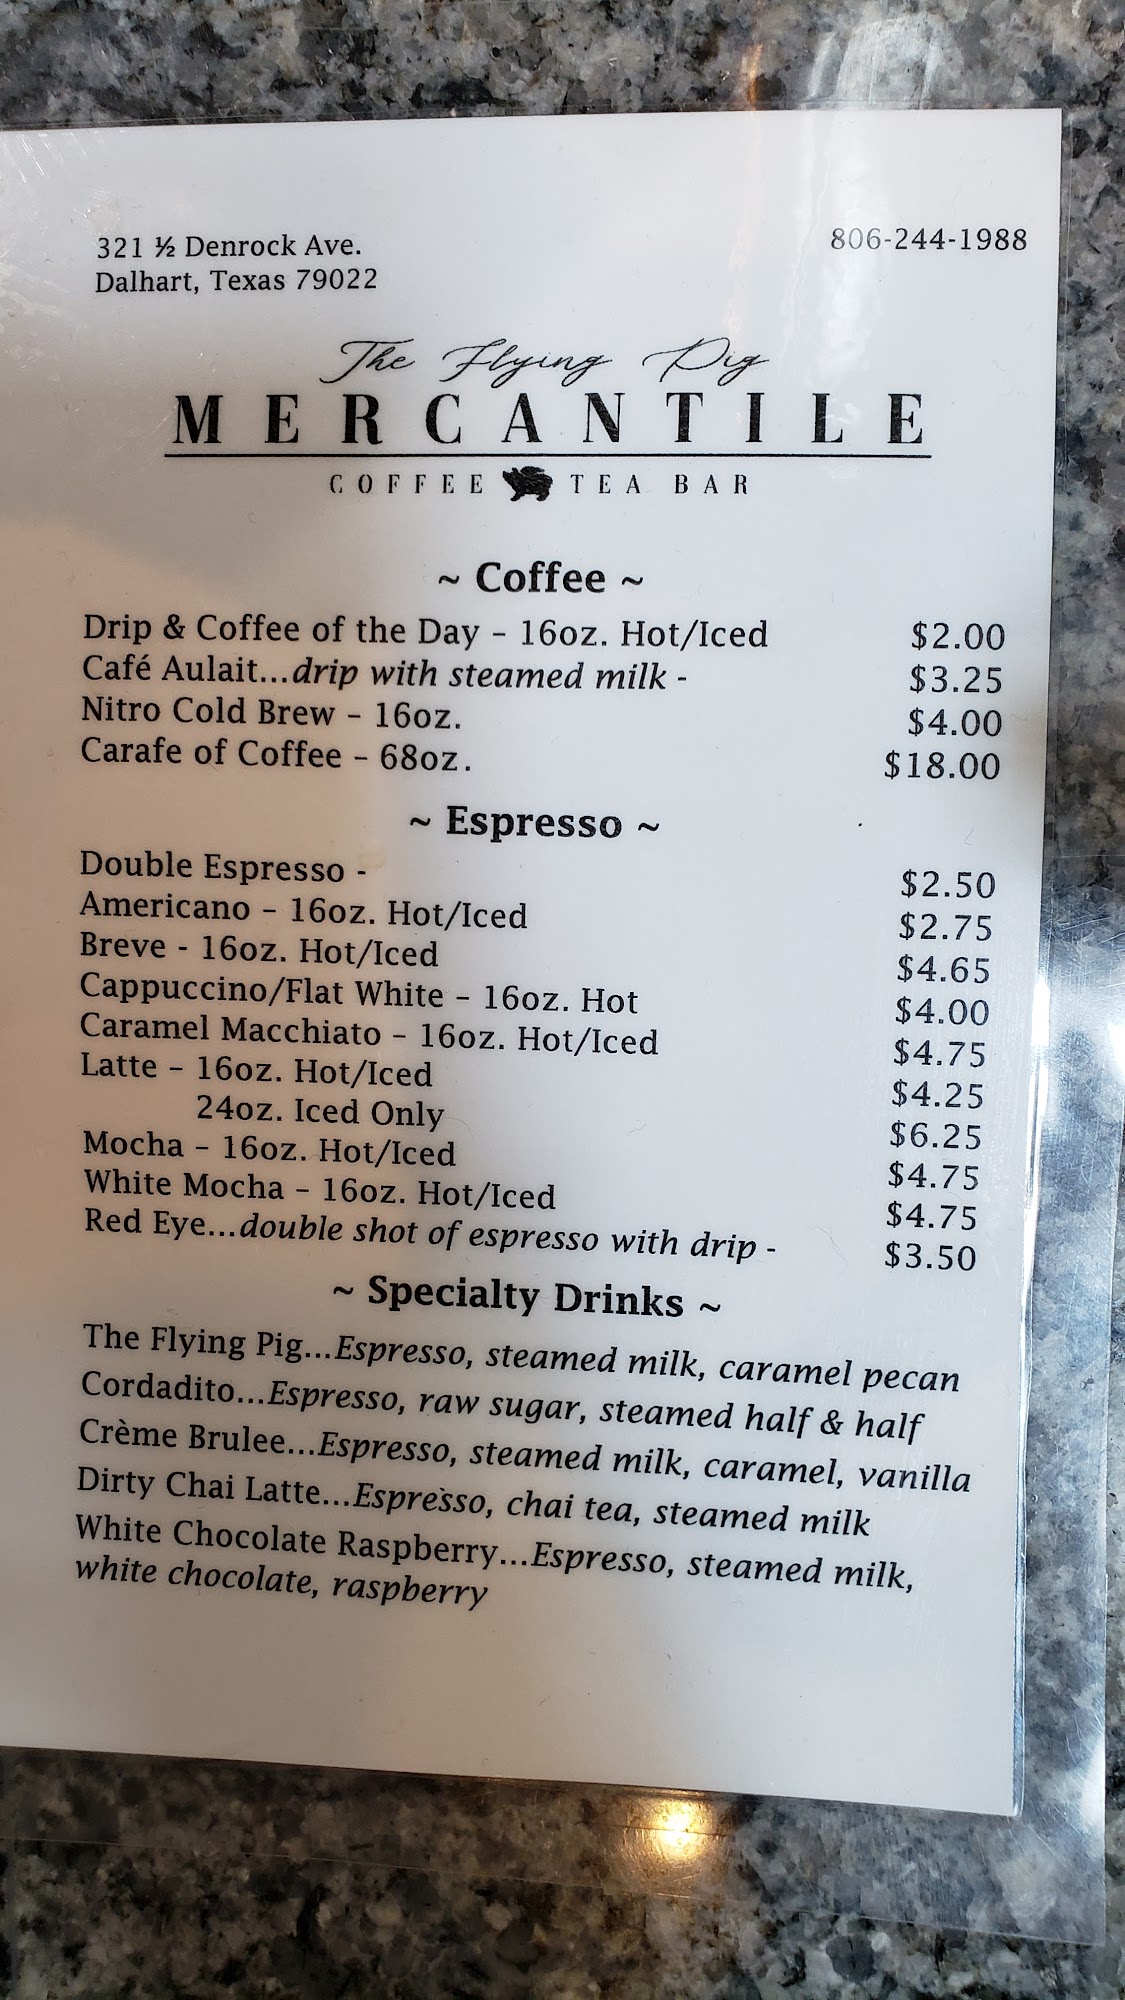 321 ½ Denrock Ave. 806-244-1988
Dalhart, Texas 79022
The Flying Pig
MERCANTILE
COFFEE TEA BAR
~ Coffee ~
Drip & Coffee of the Day – 16oz. Hot/Iced $2.00
Café Aulait...drip with steamed milk - $3.25
Nitro Cold Brew – 16oz. $4.00
Carafe of Coffee – 68oz. $18.00
~ Espresso ~
Double Espresso - $2.50
Americano – 16oz. Hot/Iced $2.75
Breve - 16oz. Hot/Iced $4.65
Cappuccino/Flat White – 16oz. Hot $4.00
Caramel Macchiato – 16oz. Hot/Iced $4.75
Latte – 16oz. Hot/Iced $4.25
24oz. Iced Only $6.25
Mocha – 16oz. Hot/Iced $4.75
White Mocha – 16oz. Hot/Iced $4.75
Red Eye...double shot of espresso with drip - $3.50
~ Specialty Drinks ~
The Flying Pig...Espresso, steamed milk, caramel pecan
Cordadito...Espresso, raw sugar, steamed half & half
Crème Brulee...Espresso, steamed milk, caramel, vanilla
Dirty Chai Latte...Espresso, chai tea, steamed milk
White Chocolate Raspberry...Espresso, steamed milk,
white chocolate, raspberry